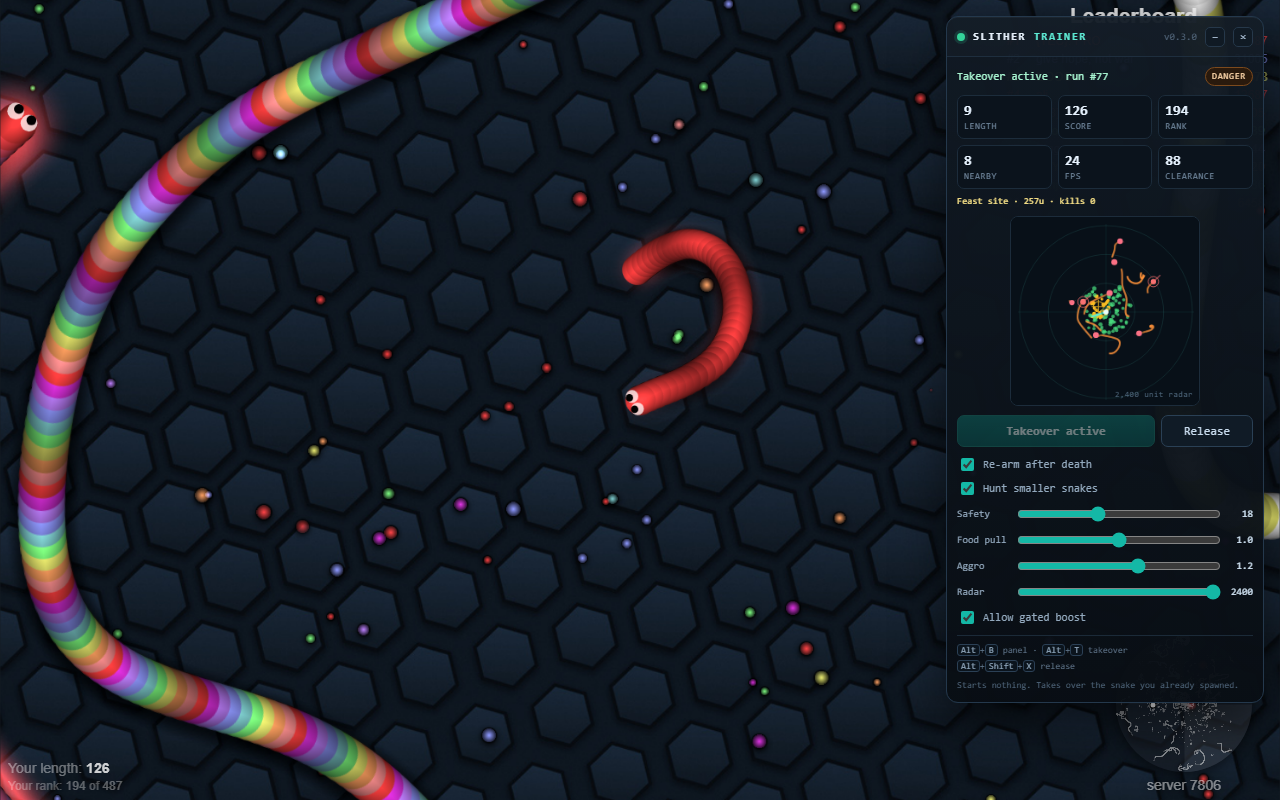 Leaderboard
SLITHER TRAINER v0.3.0 – ×
Takeover active · run #77 DANGER
9 126 194
LENGTH SCORE RANK
8 24 88
NEARBY FPS CLEARANCE
Feast site · 257u · kills 0
2,400 unit radar
Takeover active Release
Re-arm after death
Hunt smaller snakes
Safety 18
Food pull 1.0
Aggro 1.2
Radar 2400
Allow gated boost
Alt+B panel · Alt+T takeover
Alt+Shift+X release
Starts nothing. Takes over the snake you already spawned.
Your length: 126
Your rank: 194 of 487
server 7806